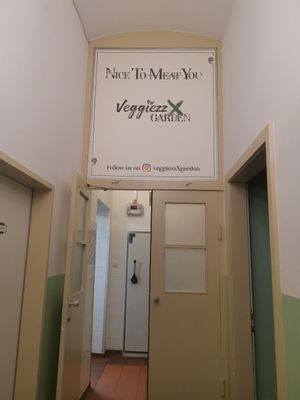 NICE TO MEAT YOU
Veggiezz X
GARDEN
Follow us on veggiezzXgarden